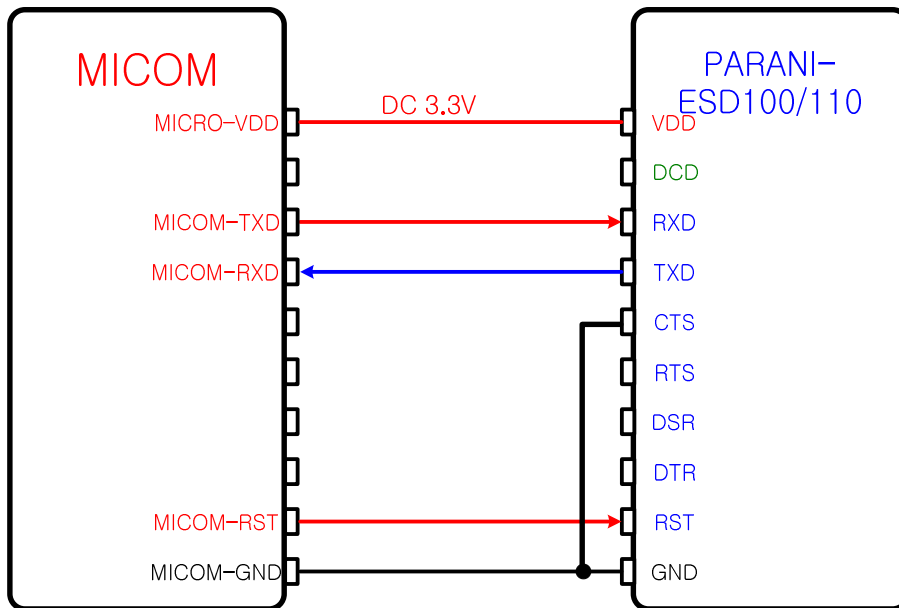 MICOM
PARANI-
ESD100/110
DC 3.3V
MICRO-VDD
VDD
DCD
MICOM-TXD
RXD
MICOM-RXD
TXD
CTS
RTS
DSR
DTR
MICOM-RST
RST
MICOM-GND
GND